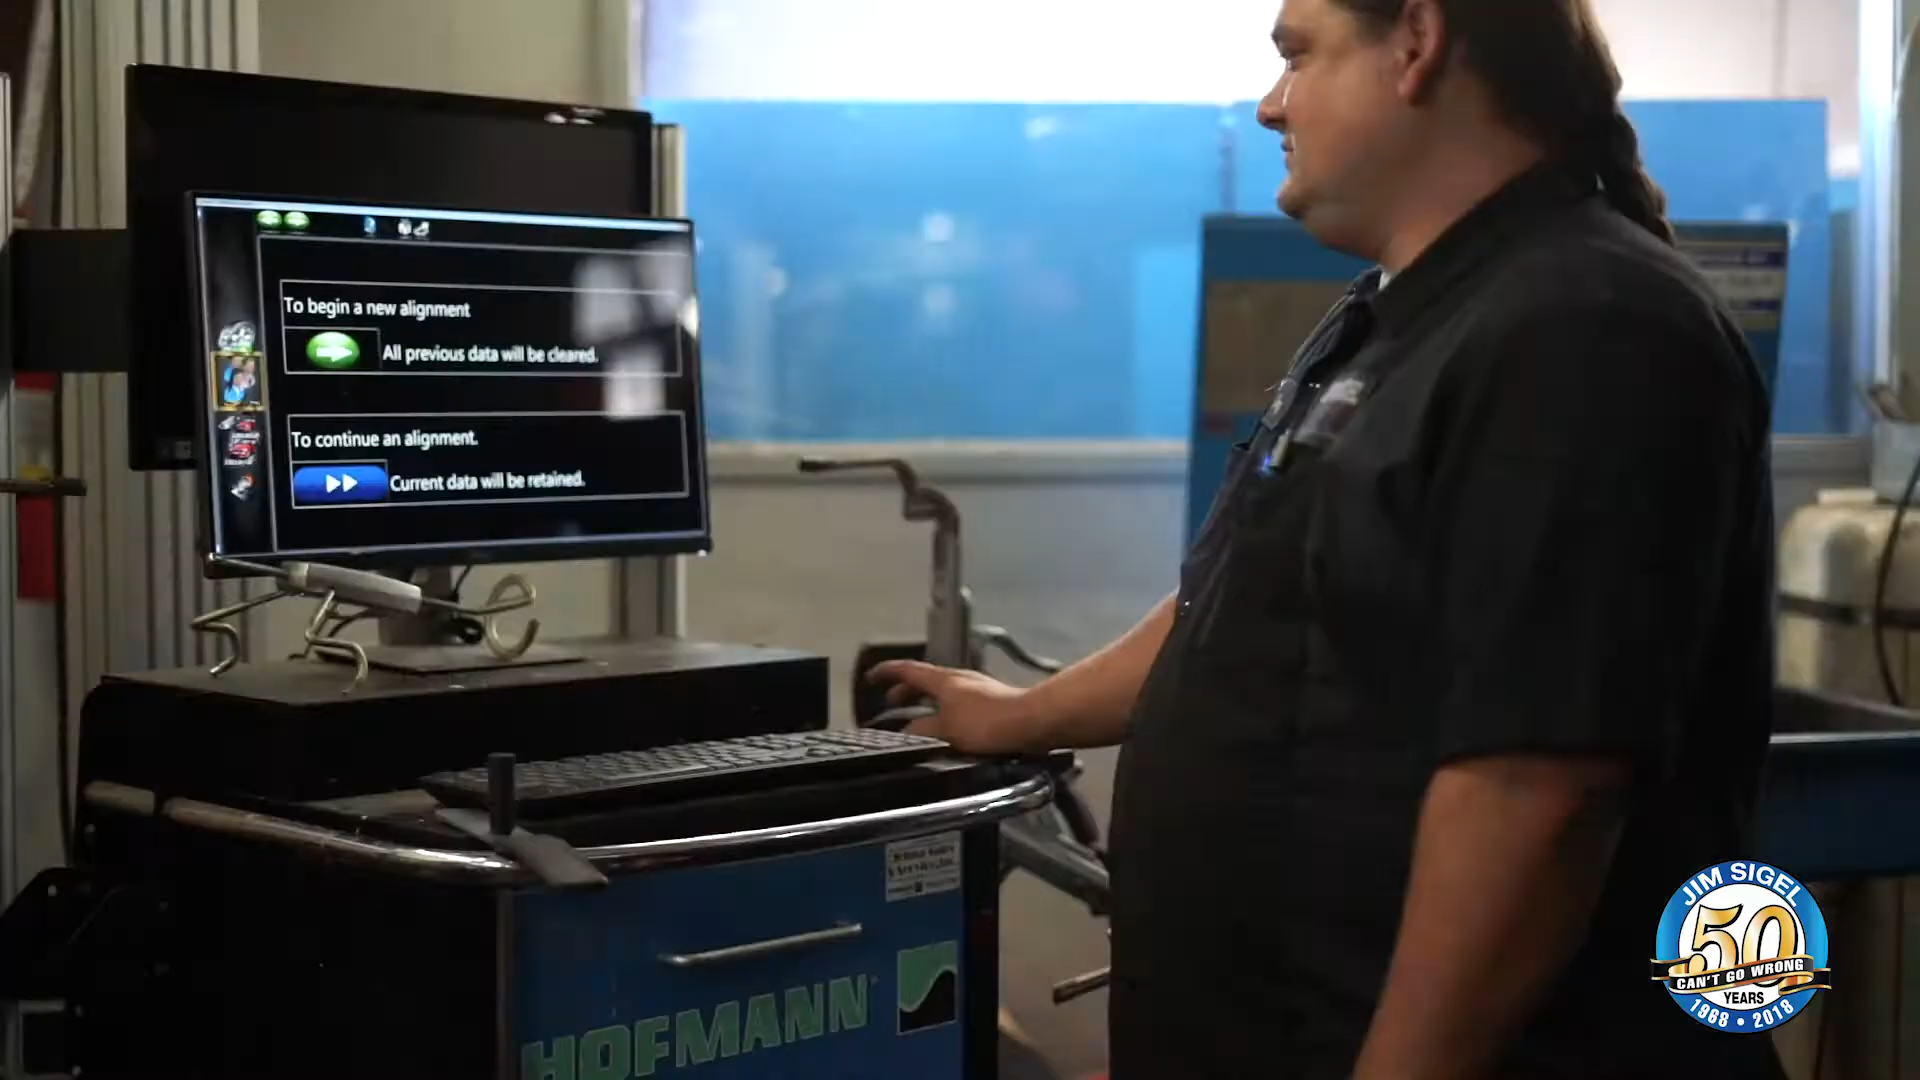 To begin a new alignment
All previous data will be cleared.
To continue an alignment.
Current data will be retained.
HOFMANN
JIM SIGEL
50
CAN'T GO WRONG
YEARS
1968 • 2018